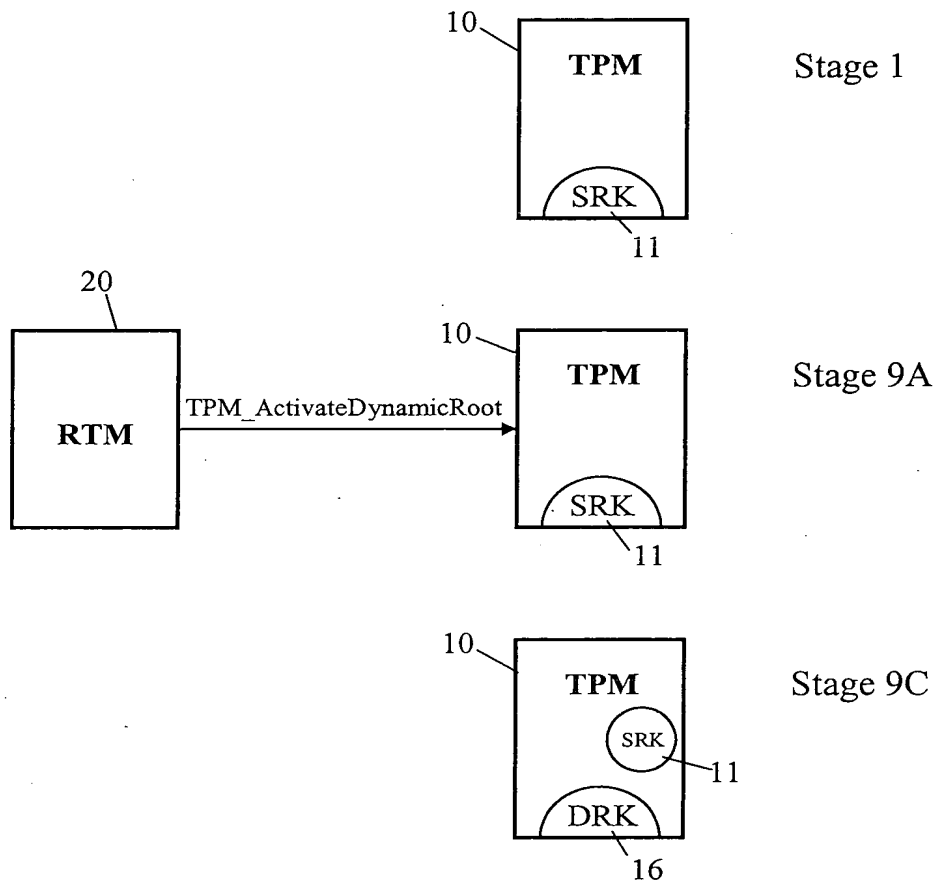 10
TPM
Stage 1
SRK
11
20
RTM
TPM_ActivateDynamicRoot
10
TPM
Stage 9A
SRK
11
10
TPM
Stage 9C
SRK
11
DRK
16